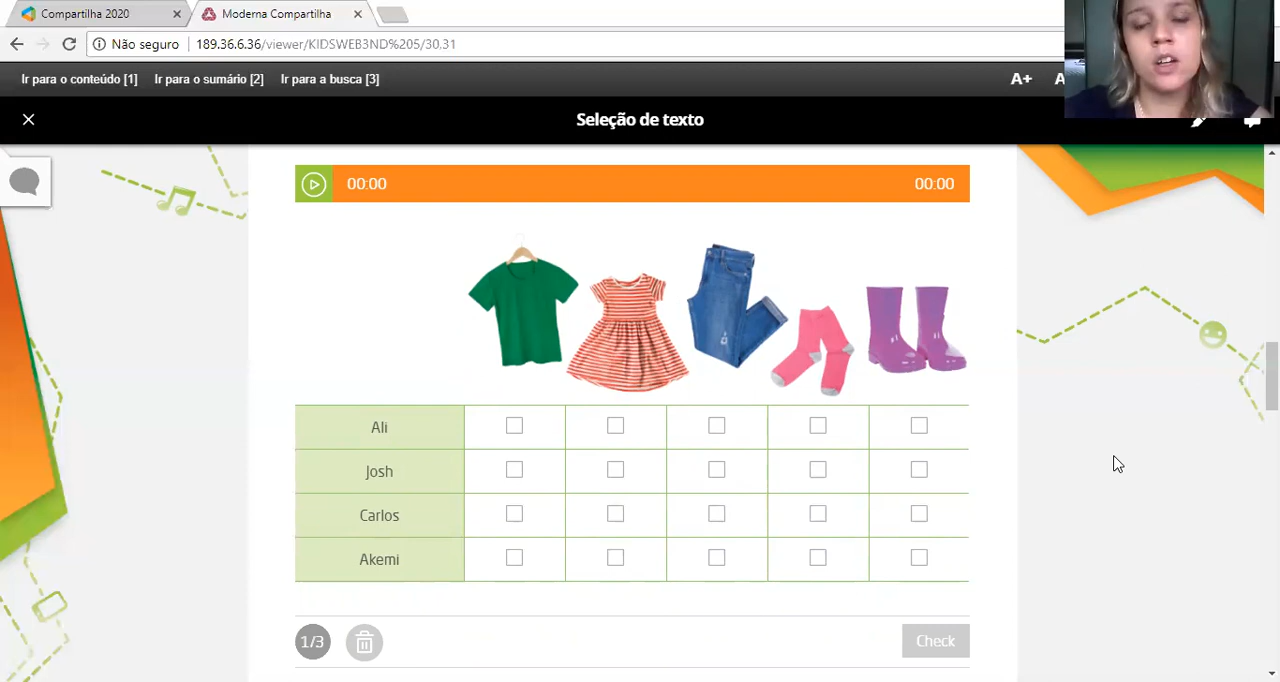 Compartilha 2020
Moderna Compartilha
Não seguro
189.36.6.36/viewer/KIDSWEB3ND%205/30.31
Ir para o conteúdo [1] Ir para o sumário [2] Ir para a busca [3]
A+ A
Seleção de texto
00:00 00:00
Ali
Josh
Carlos
Akemi
1/3
Check